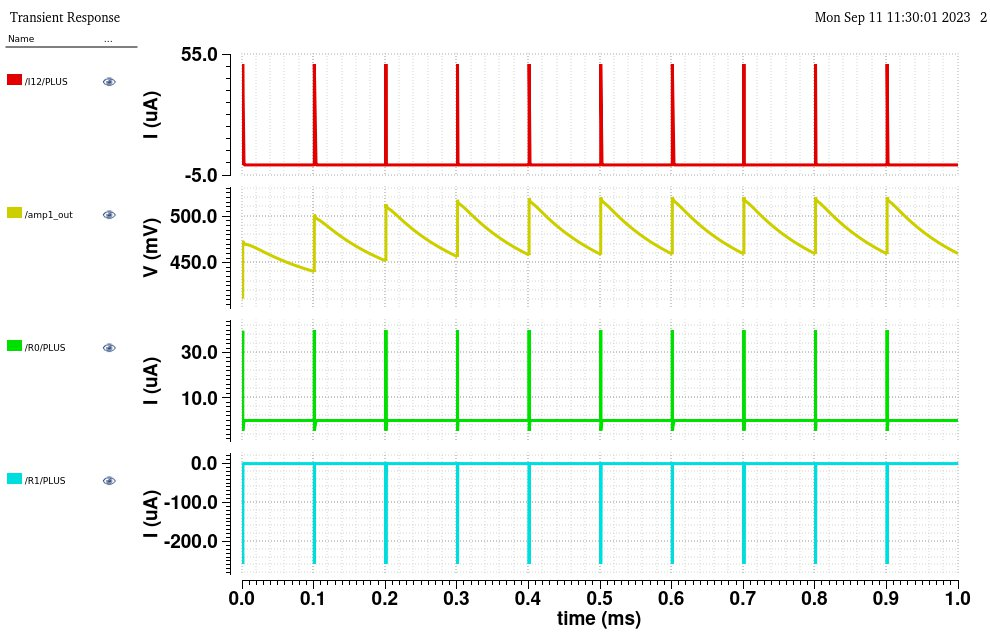 Transient Response
Mon Sep 11 11:30:01 2023 2
Name ...
/I12/PLUS
/amp1_out
/R0/PLUS
/R1/PLUS
I (uA)
55.0
-5.0
V (mV)
500.0
450.0
I (uA)
30.0
10.0
I (uA)
0.0
-100.0
-200.0
0.0 0.1 0.2 0.3 0.4 0.5 0.6 0.7 0.8 0.9 1.0
time (ms)